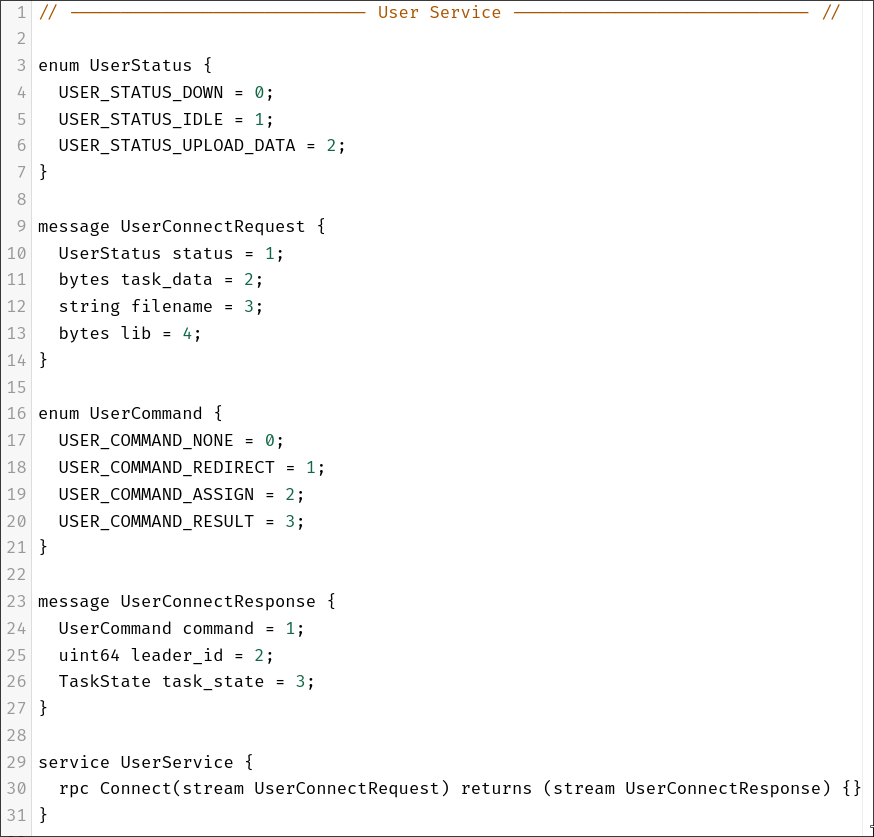 1 // ───────────────────────────── User Service ───────────────────────────── //
2
3 enum UserStatus {
4   USER_STATUS_DOWN = 0;
5   USER_STATUS_IDLE = 1;
6   USER_STATUS_UPLOAD_DATA = 2;
7 }
8
9 message UserConnectRequest {
10   UserStatus status = 1;
11   bytes task_data = 2;
12   string filename = 3;
13   bytes lib = 4;
14 }
15
16 enum UserCommand {
17   USER_COMMAND_NONE = 0;
18   USER_COMMAND_REDIRECT = 1;
19   USER_COMMAND_ASSIGN = 2;
20   USER_COMMAND_RESULT = 3;
21 }
22
23 message UserConnectResponse {
24   UserCommand command = 1;
25   uint64 leader_id = 2;
26   TaskState task_state = 3;
27 }
28
29 service UserService {
30   rpc Connect(stream UserConnectRequest) returns (stream UserConnectResponse) {}
31 }